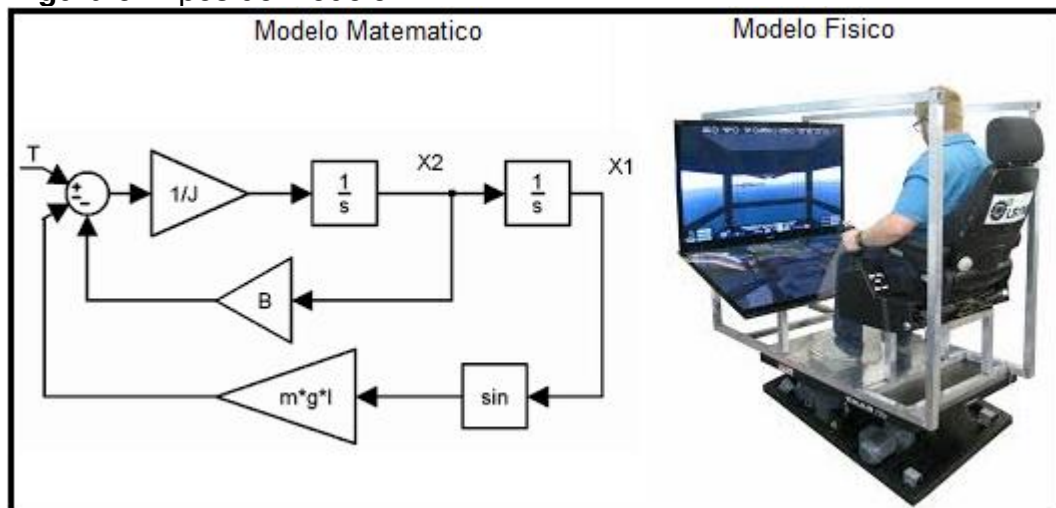 Modelo Matematico
Modelo Fisico
T
+
-
-
1/J
1
s
X2
1
s
X1
B
m*g*l
sin